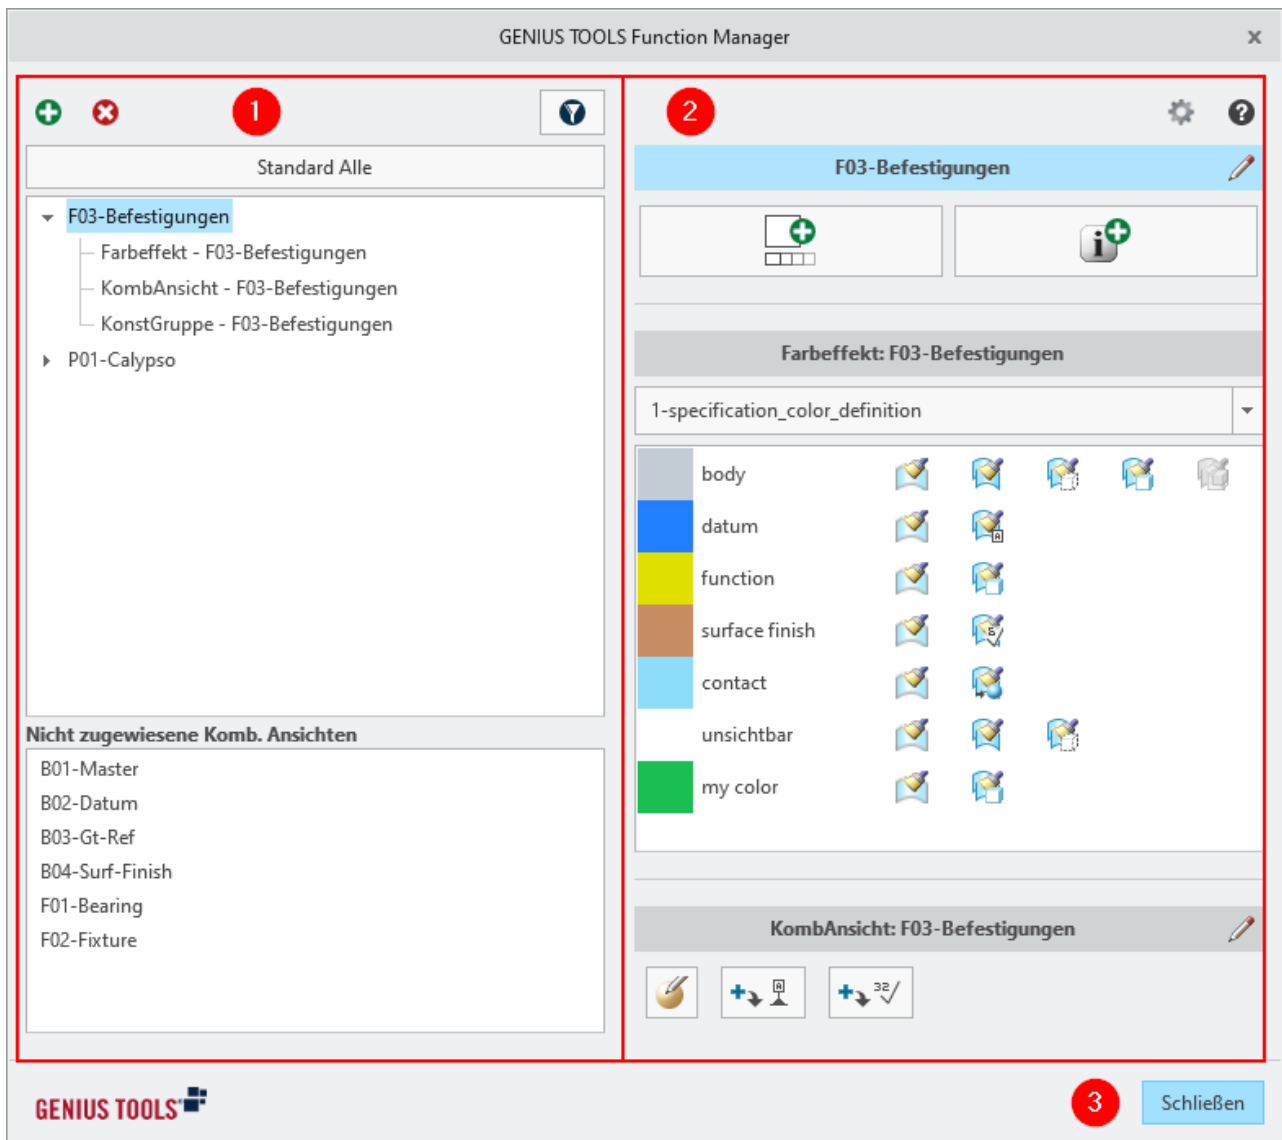 GENIUS TOOLS Function Manager
1
2
Standard Alle
F03-Befestigungen
Farbeffekt - F03-Befestigungen
KombAnsicht - F03-Befestigungen
KonstGruppe - F03-Befestigungen
P01-Calypso
Nicht zugewiesene Komb. Ansichten
B01-Master
B02-Datum
B03-Gt-Ref
B04-Surf-Finish
F01-Bearing
F02-Fixture
F03-Befestigungen
Farbeffekt: F03-Befestigungen
1-specification_color_definition
body
datum
function
surface finish
contact
unsichtbar
my color
KombAnsicht: F03-Befestigungen
A
32
GENIUS TOOLS
3
Schließen